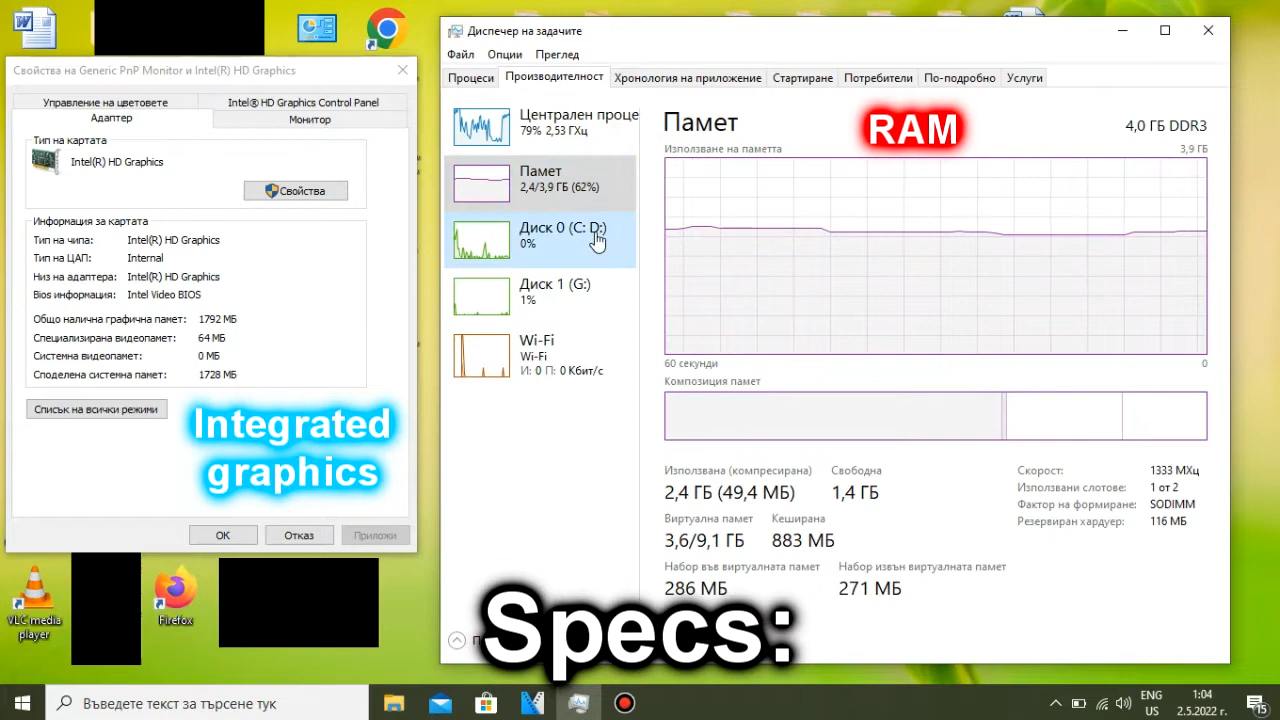 Свойства на Generic PnP Monitor и Intel(R) HD Graphics
Управление на цветовете
Intel® HD Graphics Control Panel
Адаптер
Монитор
Тип на картата
Intel(R) HD Graphics
Свойства
Информация за картата
Тип на чипа: Intel(R) HD Graphics
Тип на ЦАП: Internal
Низ на адаптера: Intel(R) HD Graphics
Bios информация: Intel Video BIOS
Общо налична графична памет: 1792 МБ
Специализирана видеопамет: 64 МБ
Системна видеопамет: 0 МБ
Споделена системна памет: 1728 МБ
Списък на всички режими
Integrated
graphics
ОК
Отказ
Приложи
VLC media
player
Firefox
Диспечер на задачите
Файл Опции Преглед
Процеси Производителност Хронология на приложение Стартиране Потребители По-подробно Услуги
Централен проце
79% 2,53 ГХц
Памет
2,4/3,9 ГБ (62%)
Диск 0 (C: D:)
0%
Диск 1 (G:)
1%
Wi-Fi
Wi-Fi
И: 0 П: 0 Кбит/с
Памет
RAM
4,0 ГБ DDR3
Използване на паметта
3,9 ГБ
60 секунди
0
Композиция памет
Използвана (компресирана)
2,4 ГБ (49,4 МБ)
Свободна
1,4 ГБ
Виртуална памет
3,6/9,1 ГБ
Кеширана
883 МБ
Набор във виртуалната памет
286 МБ
Набор извън виртуалната памет
271 МБ
Скорост: 1333 МХц
Използвани слотове: 1 от 2
Фактор на формиране: SODIMM
Резервиран хардуер: 116 МБ
Specs:
Въведете текст за търсене тук
ENG
US
1:04
2.5.2022 г.
15